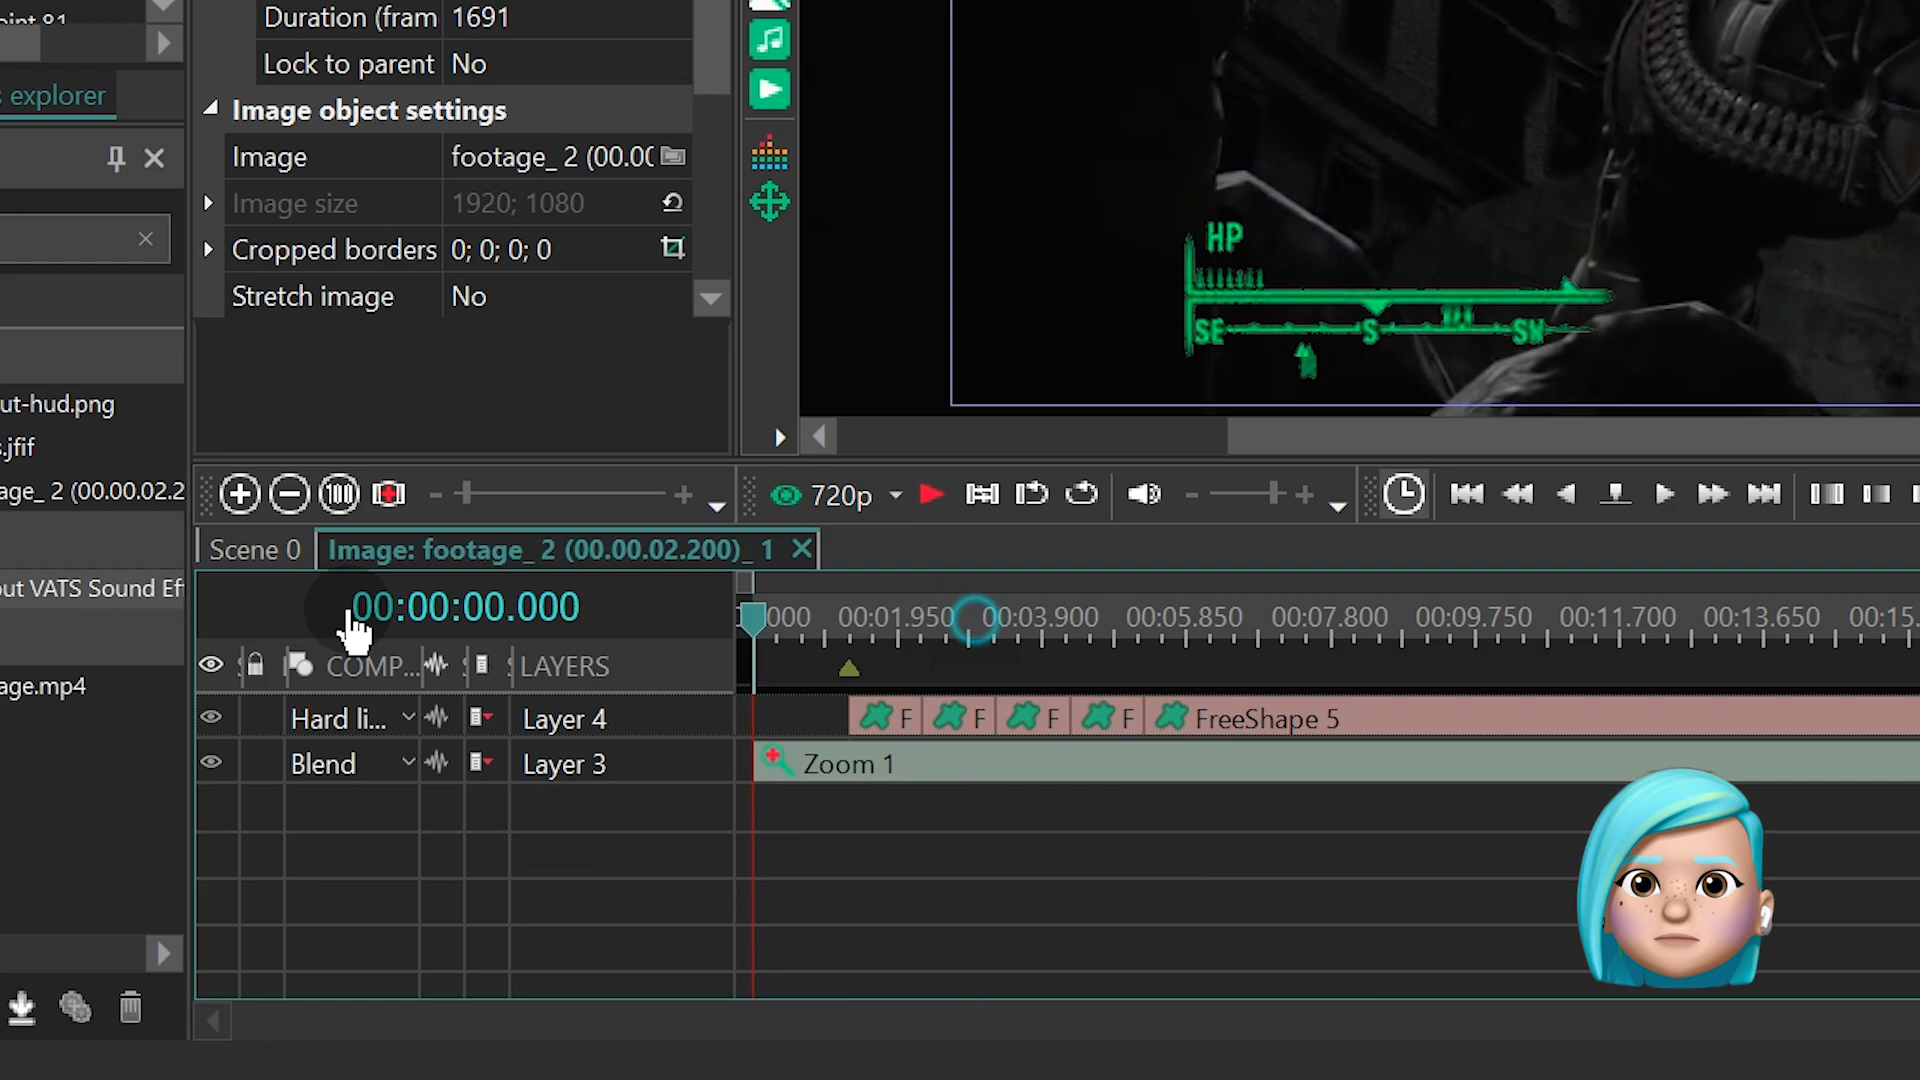 Duration (fram 1691
Lock to parent No
explorer
Image object settings
Image footage_ 2 (00.00
Image size 1920; 1080
Cropped borders 0; 0; 0; 0
Stretch image No
HP
SE S SW
ut-hud.png
s.jfif
age_ 2 (00.00.02.2
out VATS Sound Eff
age.mp4
100 720p
Scene 0 Image: footage_ 2 (00.00.02.200)_ 1
00:00:00.000
000 00:01.950 00:03.900 00:05.850 00:07.800 00:09.750 00:11.700 00:13.650 00:15.
COMP... LAYERS
Hard li... Layer 4 F F F F FreeShape 5
Blend Layer 3 Zoom 1